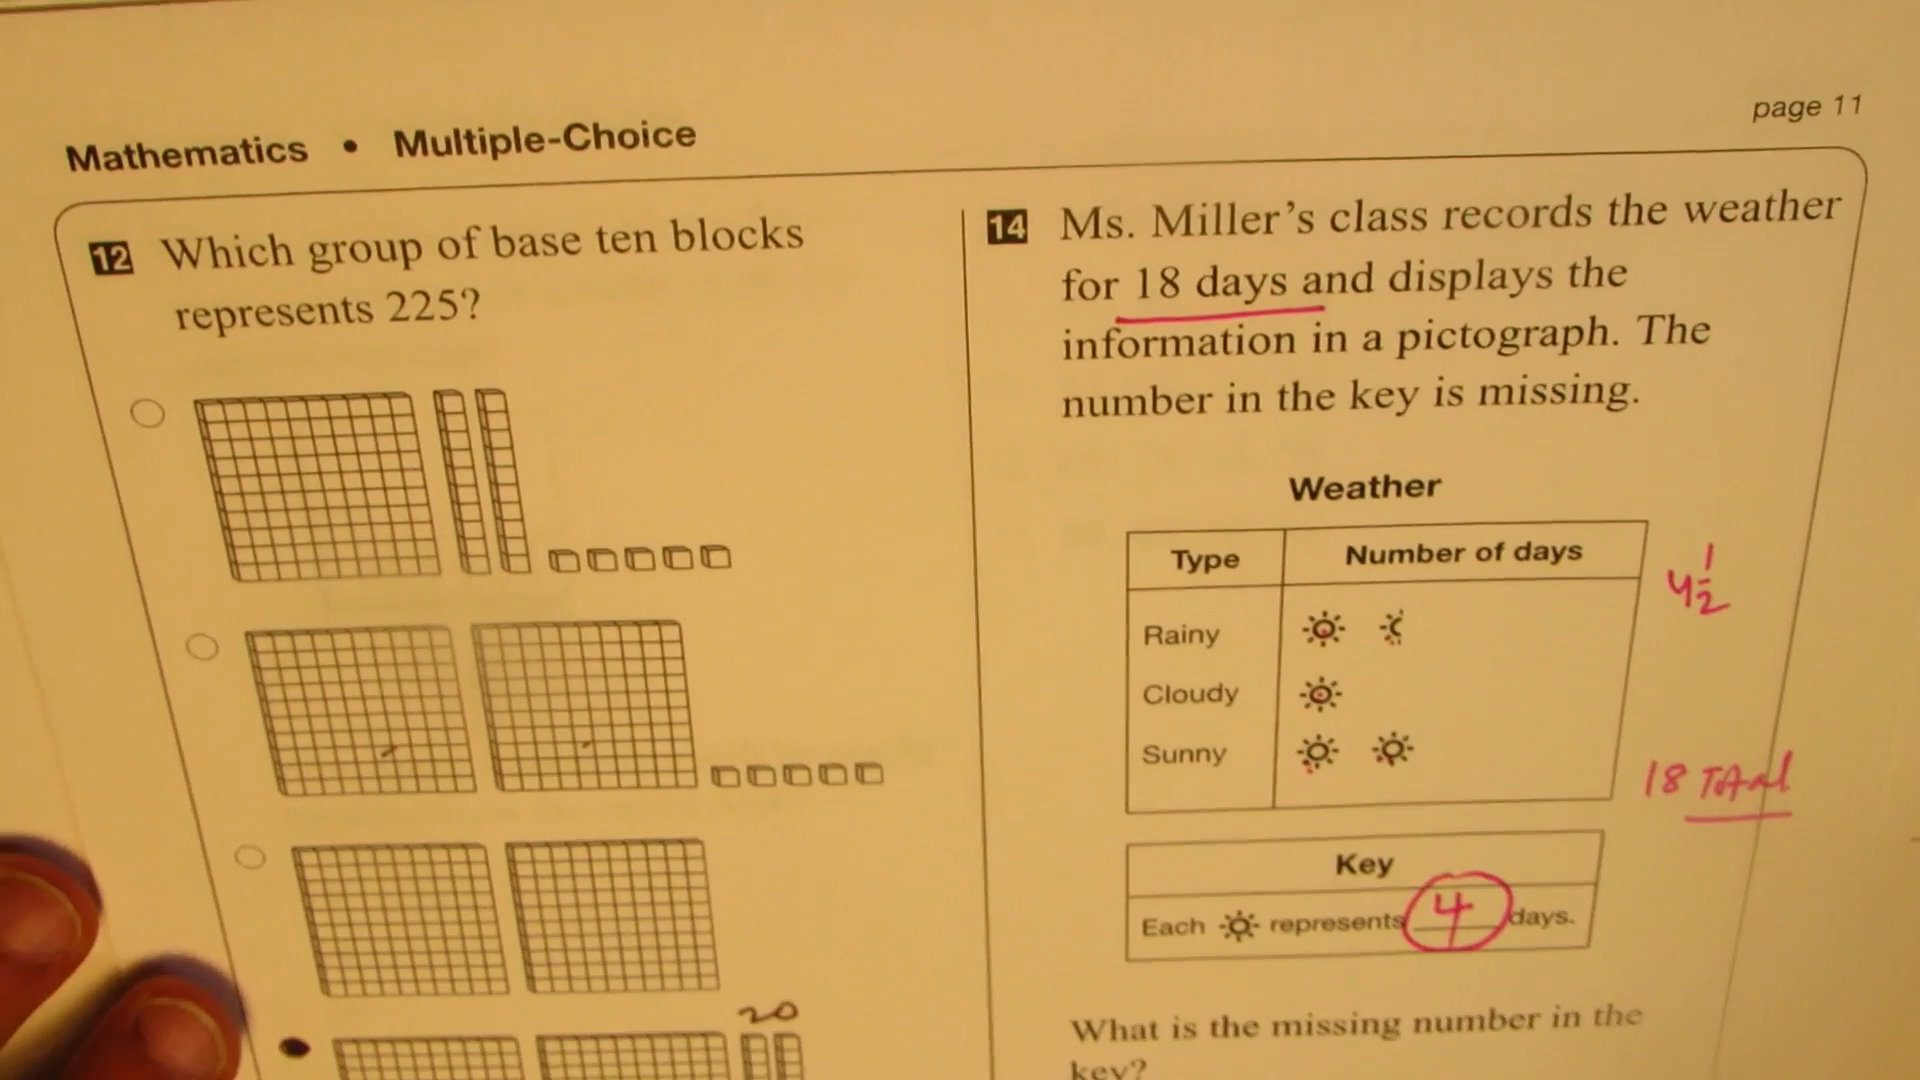 page 11
Mathematics • Multiple-Choice
12 Which group of base ten blocks
represents 225?
20
14 Ms. Miller's class records the weather
for 18 days and displays the
information in a pictograph. The
number in the key is missing.
Weather
Type Number of days
4 1/2
Rainy
Cloudy
Sunny
18 TOtAl
Key
Each represents 4 days.
What is the missing number in the
key?